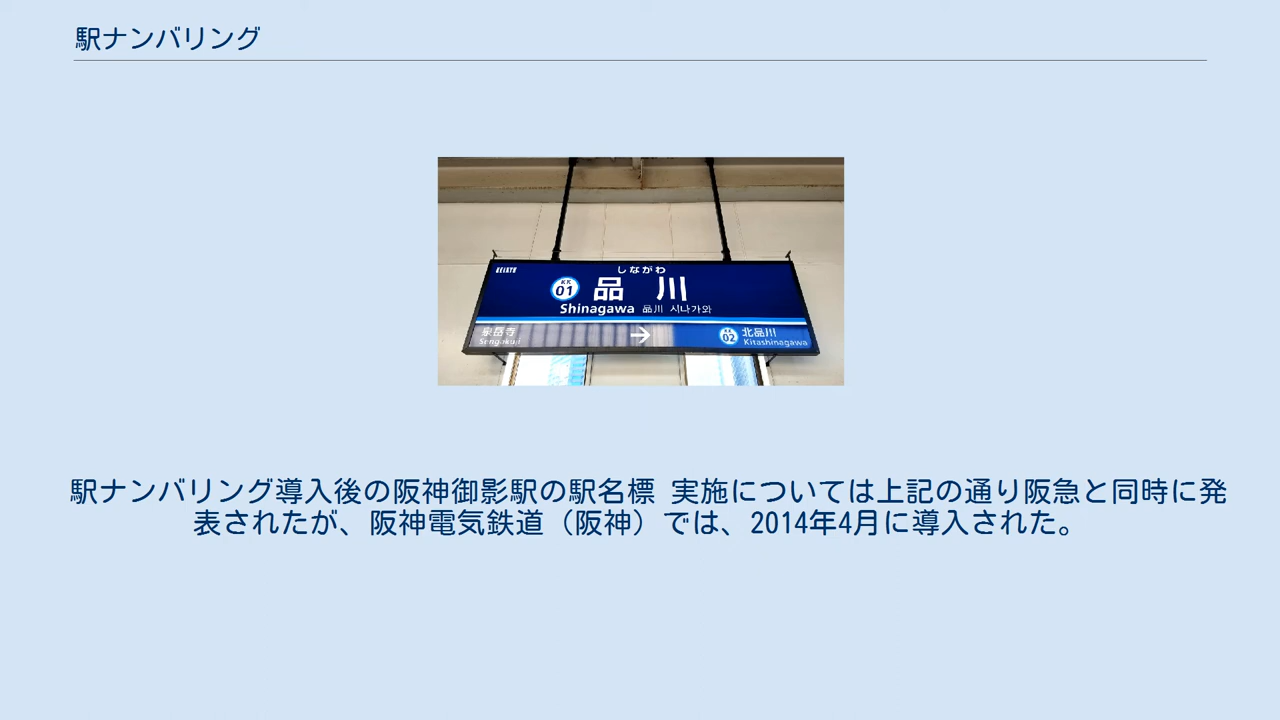 駅ナンバリング
KEIKYU
しながわ
KK
01
品川
Shinagawa 品川 시나가와
泉岳寺
Sengakuji
→
KK
02
北品川
Kitashinagawa
駅ナンバリング導入後の阪神御影駅の駅名標 実施については上記の通り阪急と同時に発
表されたが、阪神電気鉄道（阪神）では、2014年4月に導入された。